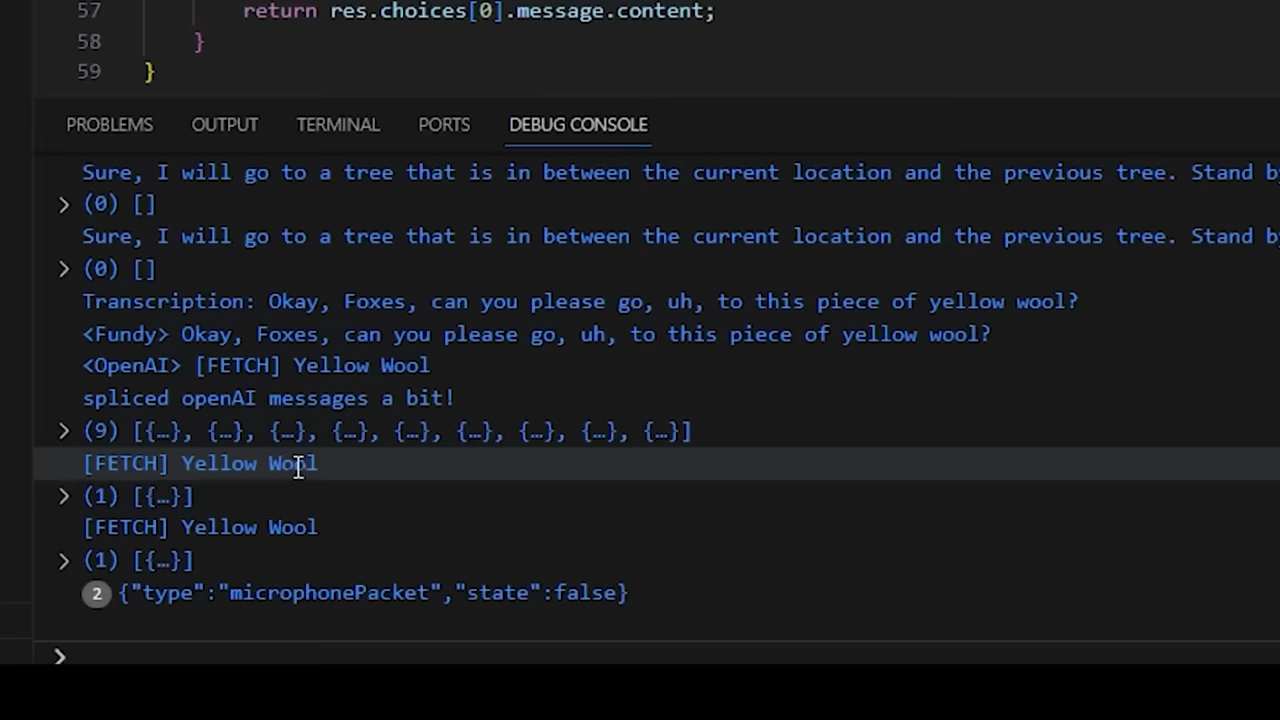 57 return res.choices[0].message.content;
58 }
59 }
PROBLEMS OUTPUT TERMINAL PORTS DEBUG CONSOLE
Sure, I will go to a tree that is in between the current location and the previous tree. Stand b
> (0) []
Sure, I will go to a tree that is in between the current location and the previous tree. Stand b
> (0) []
Transcription: Okay, Foxes, can you please go, uh, to this piece of yellow wool?
<Fundy> Okay, Foxes, can you please go, uh, to this piece of yellow wool?
<OpenAI> [FETCH] Yellow Wool
spliced openAI messages a bit!
> (9) [{…}, {…}, {…}, {…}, {…}, {…}, {…}, {…}, {…}]
[FETCH] Yellow Wool
> (1) [{…}]
[FETCH] Yellow Wool
> (1) [{…}]
2 {"type":"microphonePacket","state":false}
>